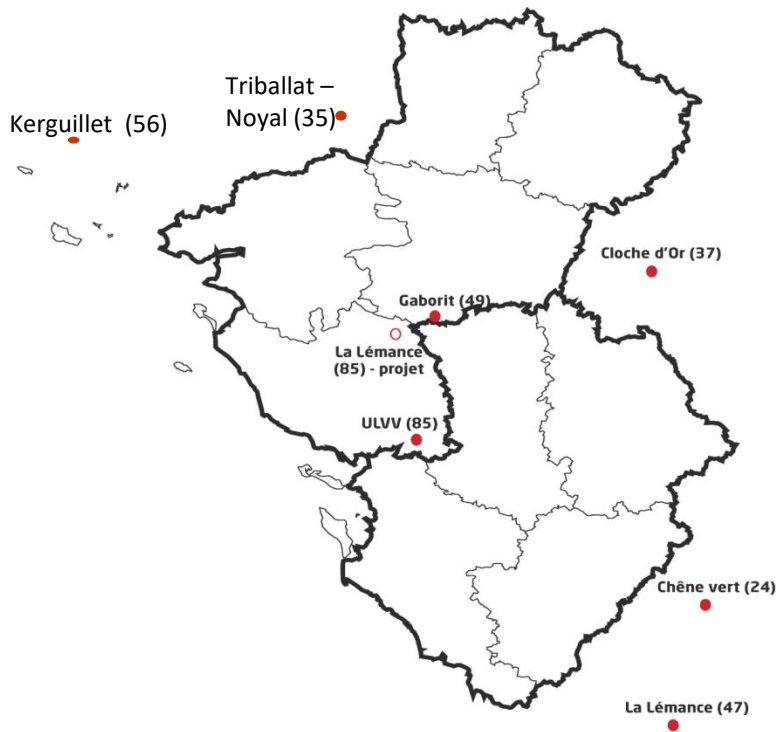 Triballat –
Noyal (35)
Kerguillet (56)
Cloche d'Or (37)
Gaborit (49)
La Lémance
(85) - projet
ULVV (85)
Chêne vert (24)
La Lémance (47)